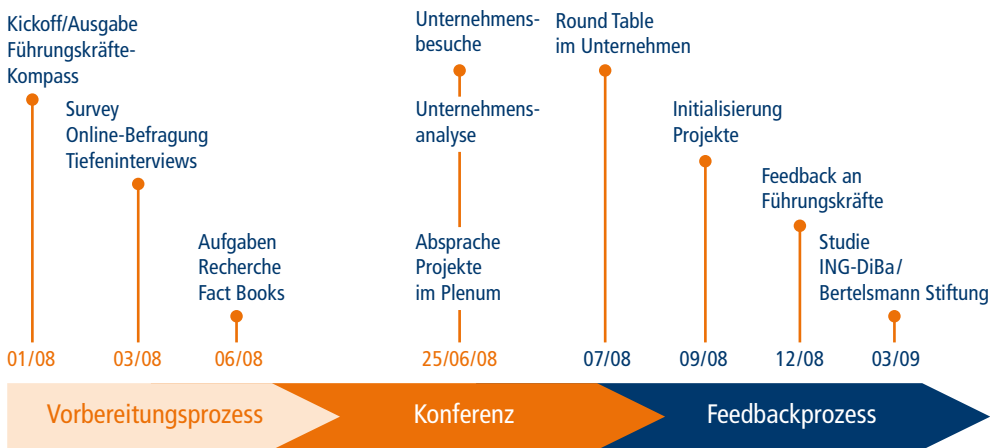 Kickoff/Ausgabe
Führungskräfte-
Kompass
Survey
Online-Befragung
Tiefeninterviews
Aufgaben
Recherche
Fact Books
Unternehmens-
besuche
Unternehmens-
analyse
Absprache
Projekte
im Plenum
Round Table
im Unternehmen
Initialisierung
Projekte
Feedback an
Führungskräfte
Studie
ING-DiBa/
Bertelsmann Stiftung
01/08
03/08
06/08
25/06/08
07/08
09/08
12/08
03/09
Vorbereitungsprozess
Konferenz
Feedbackprozess